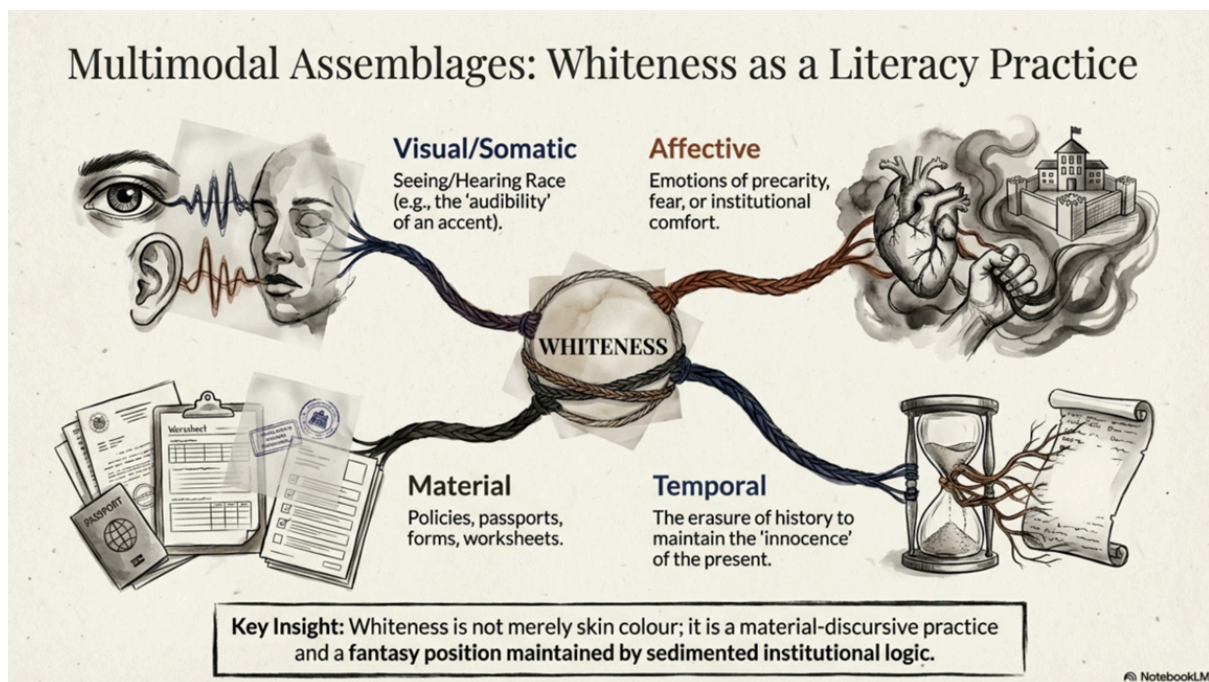 Multimodal Assemblages: Whiteness as a Literacy Practice
Visual/Somatic
Seeing/Hearing Race
(e.g., the ‘audibility’
of an accent).
Affective
Emotions of precarity,
fear, or institutional
comfort.
WHITENESS
Werssheet
PASSPORT
Material
Policies, passports,
forms, worksheets.
Temporal
The erasure of history to
maintain the ‘innocence’
of the present.
Key Insight: Whiteness is not merely skin colour; it is a material-discursive practice
and a fantasy position maintained by sedimented institutional logic.
NotebookLM